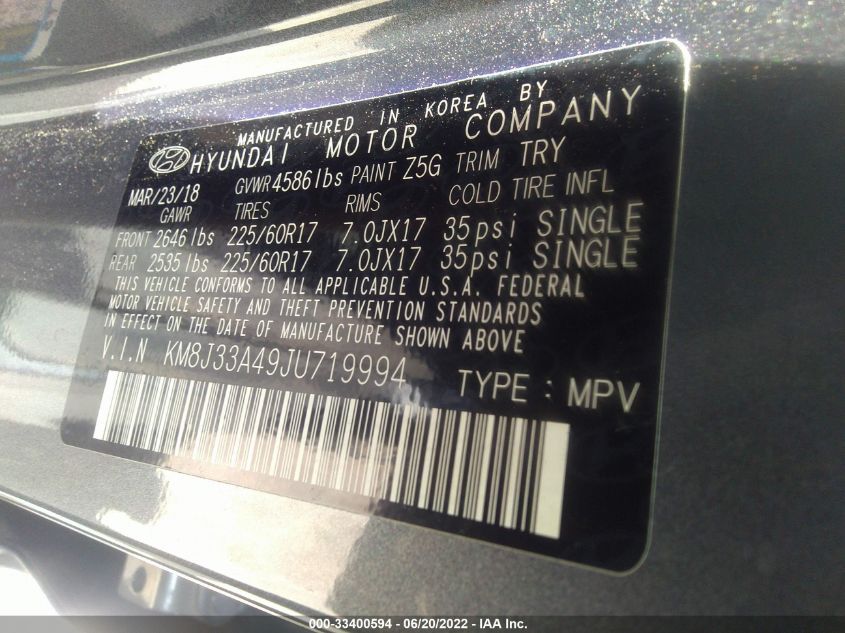 MANUFACTURED IN KOREA BY
HYUNDAI MOTOR COMPANY
MAR/23/18 GVWR 4586 lbs PAINT Z5G TRIM TRY
GAWR TIRES RIMS COLD TIRE INFL
FRONT 2646 lbs 225/60R17 7.0JX17 35psi SINGLE
REAR 2535 lbs 225/60R17 7.0JX17 35psi SINGLE
THIS VEHICLE CONFORMS TO ALL APPLICABLE U.S.A. FEDERAL
MOTOR VEHICLE SAFETY AND THEFT PREVENTION STANDARDS
IN EFFECT ON THE DATE OF MANUFACTURE SHOWN ABOVE
V.I.N KM8J33A49JU719994 TYPE: MPV
000-33400594 / 06/20/2022 - IAA Inc.